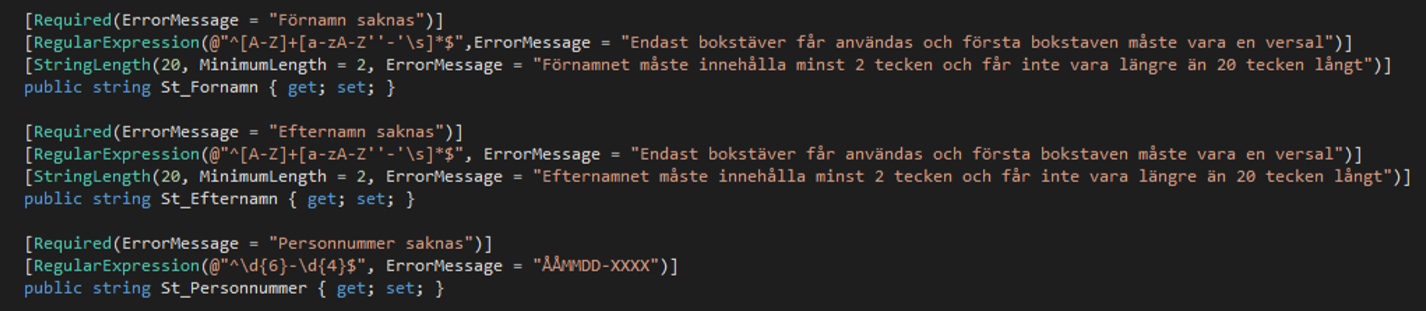 [Required(ErrorMessage = "Förnamn saknas")]
[RegularExpression(@"^[A-Z]+[a-zA-Z''-'\s]*$",ErrorMessage = "Endast bokstäver får användas och första bokstaven måste vara en versal")]
[StringLength(20, MinimumLength = 2, ErrorMessage = "Förnamnet måste innehålla minst 2 tecken och får inte vara längre än 20 tecken långt")]
public string St_Fornamn { get; set; }
[Required(ErrorMessage = "Efternamn saknas")]
[RegularExpression(@"^[A-Z]+[a-zA-Z''-'\s]*$", ErrorMessage = "Endast bokstäver får användas och första bokstaven måste vara en versal")]
[StringLength(20, MinimumLength = 2, ErrorMessage = "Efternamnet måste innehålla minst 2 tecken och får inte vara längre än 20 tecken långt")]
public string St_Efternamn { get; set; }
[Required(ErrorMessage = "Personnummer saknas")]
[RegularExpression(@"^\d{6}-\d{4}$", ErrorMessage = "ÅÅMMDD-XXXX")]
public string St_Personnummer { get; set; }